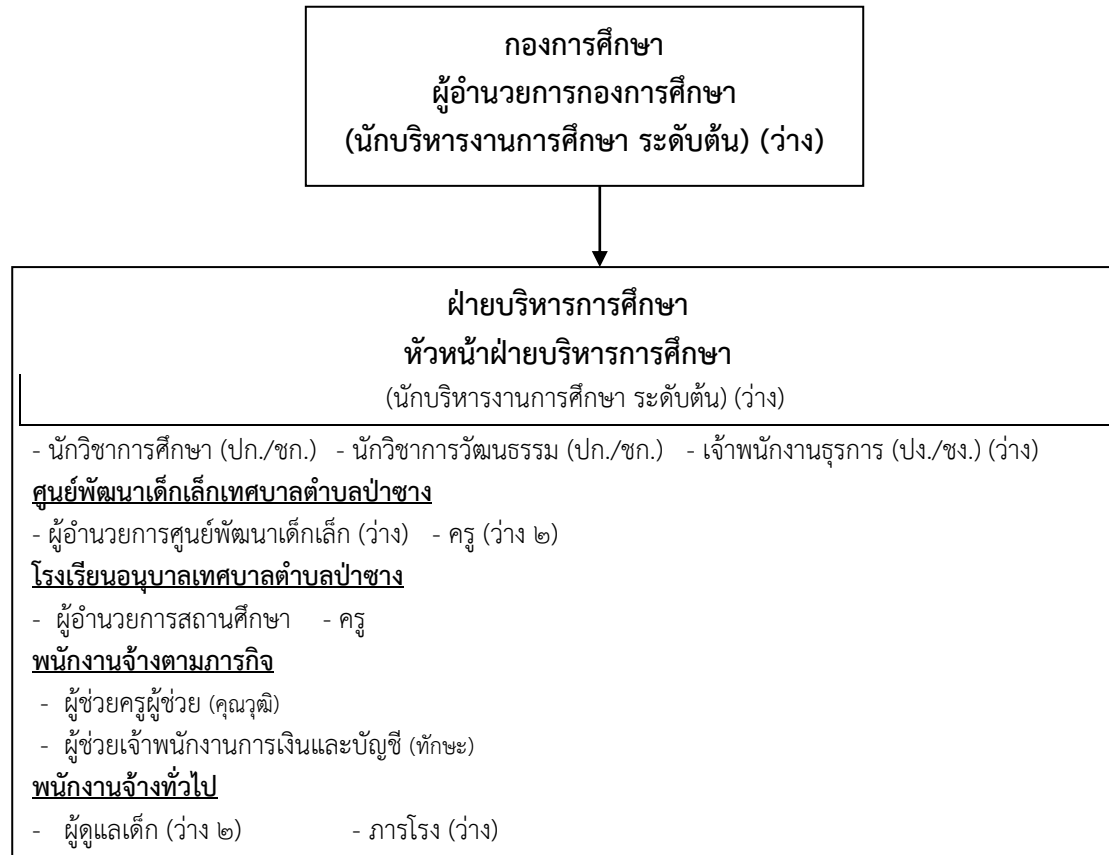 กองการศึกษา
ผู้อำนวยการกองการศึกษา
(นักบริหารงานการศึกษา ระดับต้น) (ว่าง)
ฝ่ายบริหารการศึกษา
หัวหน้าฝ่ายบริหารการศึกษา
(นักบริหารงานการศึกษา ระดับต้น) (ว่าง)
- นักวิชาการศึกษา (ปก./ชก.) - นักวิชาการวัฒนธรรม (ปก./ชก.) - เจ้าพนักงานธุรการ (ปง./ชง.) (ว่าง)
ศูนย์พัฒนาเด็กเล็กเทศบาลตำบลป่าซาง
- ผู้อำนวยการศูนย์พัฒนาเด็กเล็ก (ว่าง) - ครู (ว่าง ๒)
โรงเรียนอนุบาลเทศบาลตำบลป่าซาง
- ผู้อำนวยการสถานศึกษา - ครู
พนักงานจ้างตามภารกิจ
- ผู้ช่วยครูผู้ช่วย (คุณวุฒิ)
- ผู้ช่วยเจ้าพนักงานการเงินและบัญชี (ทักษะ)
พนักงานจ้างทั่วไป
- ผู้ดูแลเด็ก (ว่าง ๒) - ภารโรง (ว่าง)